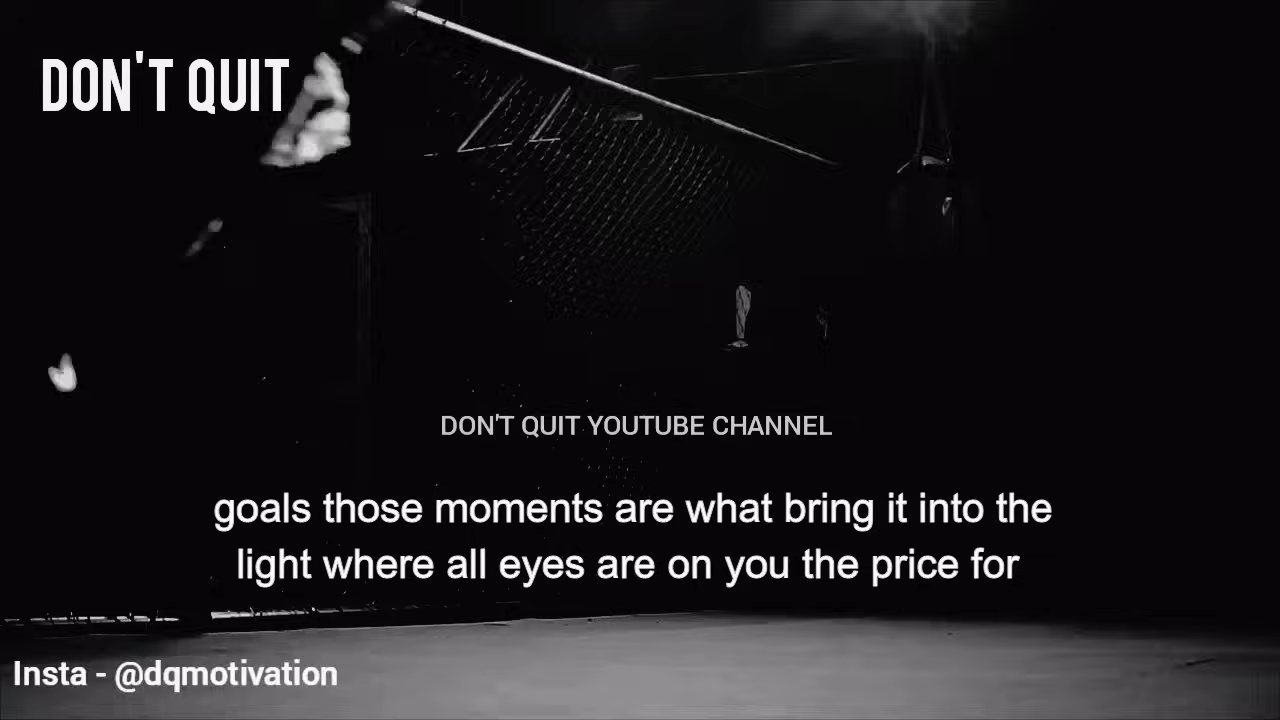 DON'T QUIT
DON'T QUIT YOUTUBE CHANNEL
goals those moments are what bring it into the
light where all eyes are on you the price for
Insta - @dqmotivation